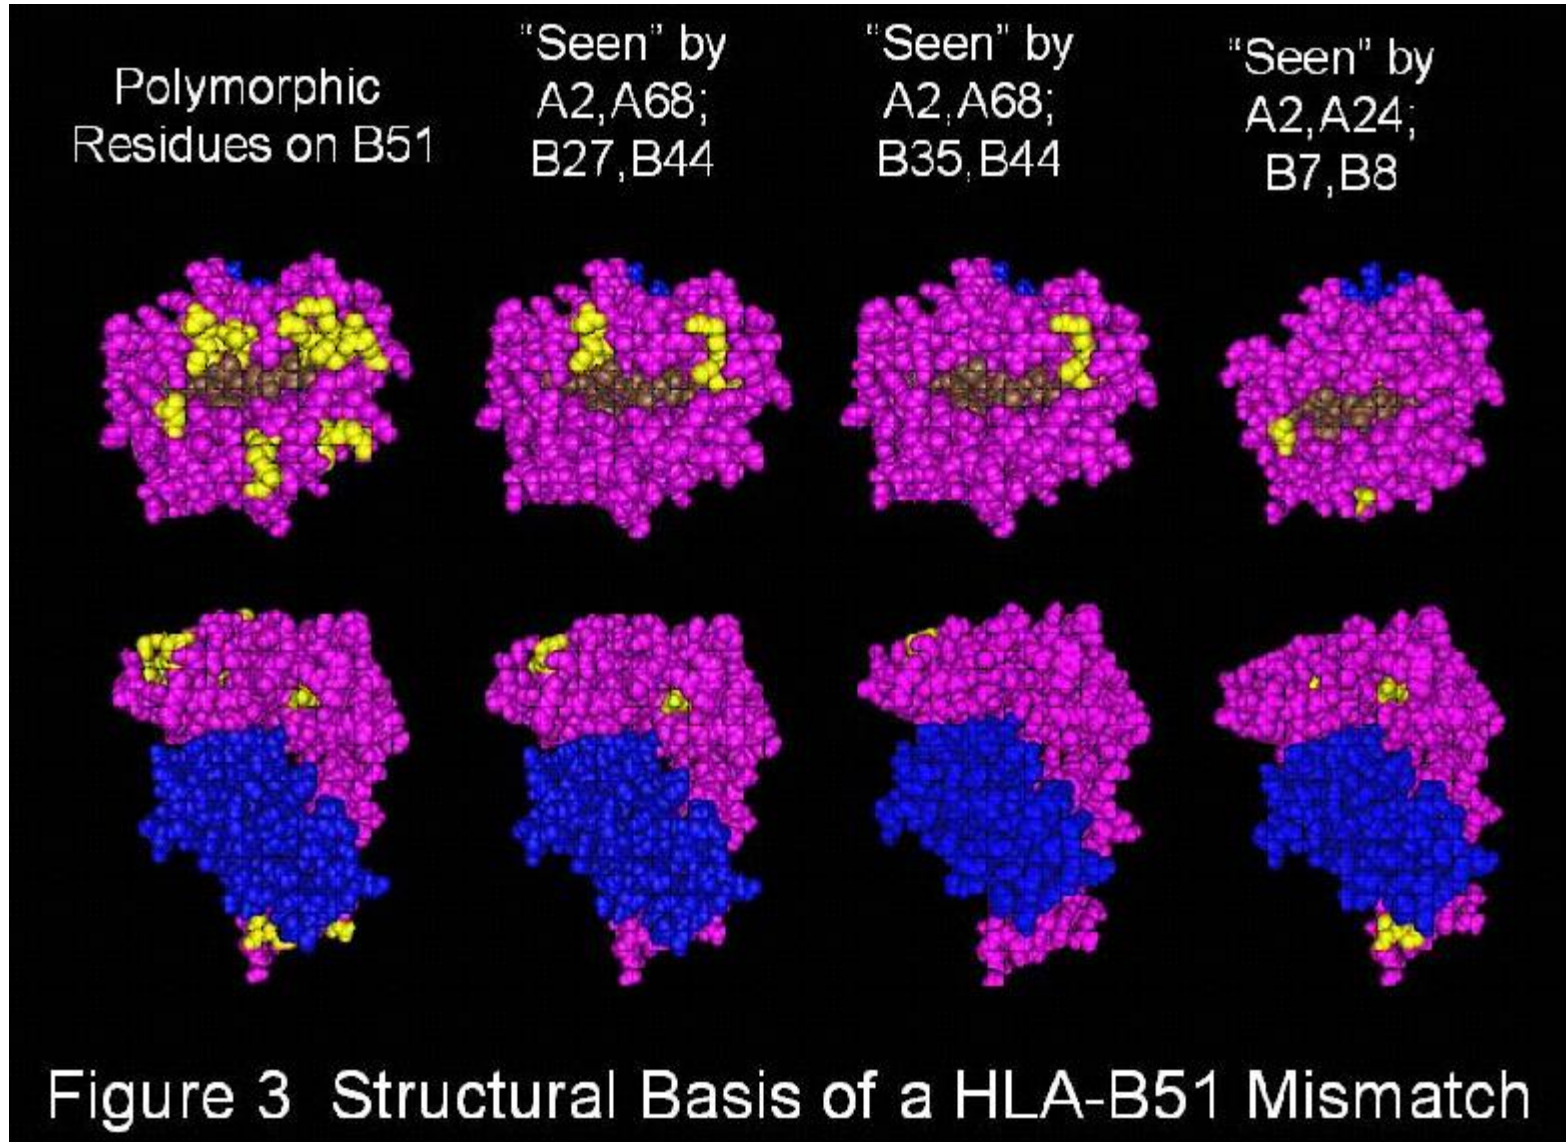 Polymorphic
Residues on B51
“Seen” by
A2,A68;
B27,B44
“Seen” by
A2,A68;
B35,B44
“Seen” by
A2,A24;
B7,B8
Figure 3 Structural Basis of a HLA-B51 Mismatch